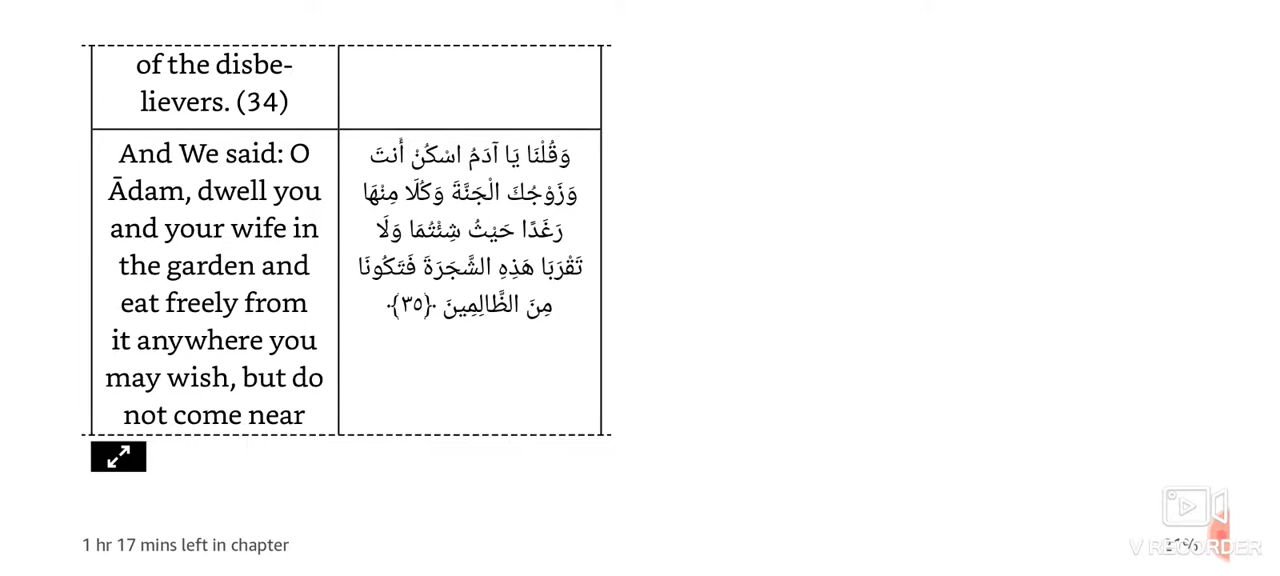 of the disbe-
lievers. (34)
And We said: O
Ādam, dwell you
and your wife in
the garden and
eat freely from
it anywhere you
may wish, but do
not come near
وَقُلْنَا يَا آدَمُ اسْكُنْ أَنتَ
وَزَوْجُكَ الْجَنَّةَ وَكُلَا مِنْهَا
رَغَدًا حَيْثُ شِئْتُمَا وَلَا
تَقْرَبَا هَذِهِ الشَّجَرَةَ فَتَكُونَا
مِنَ الظَّالِمِينَ ﴿٣٥﴾
1 hr 17 mins left in chapter
V RECORDER